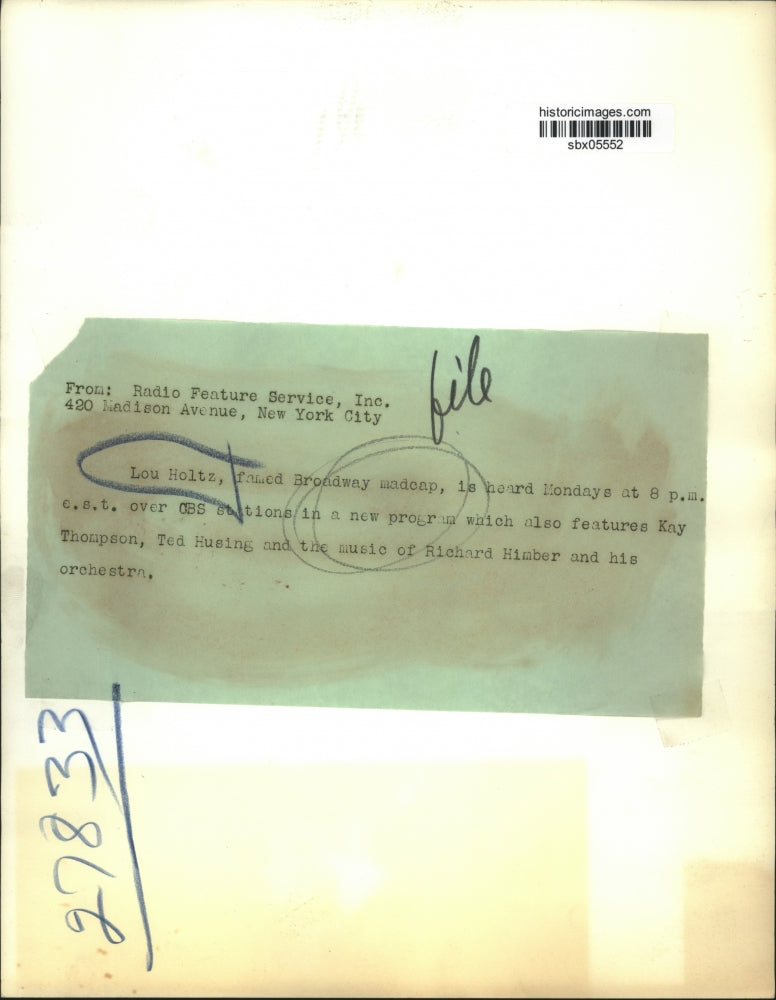 historicimages.com
sbx05552
file
From: Radio Feature Service, Inc.
420 Madison Avenue, New York City
Lou Holtz, famed Broadway madcap, is heard Mondays at 8 p.m.
e.s.t. over CBS stations in a new program which also features Kay
Thompson, Ted Husing and the music of Richard Himber and his
orchestra.
27833